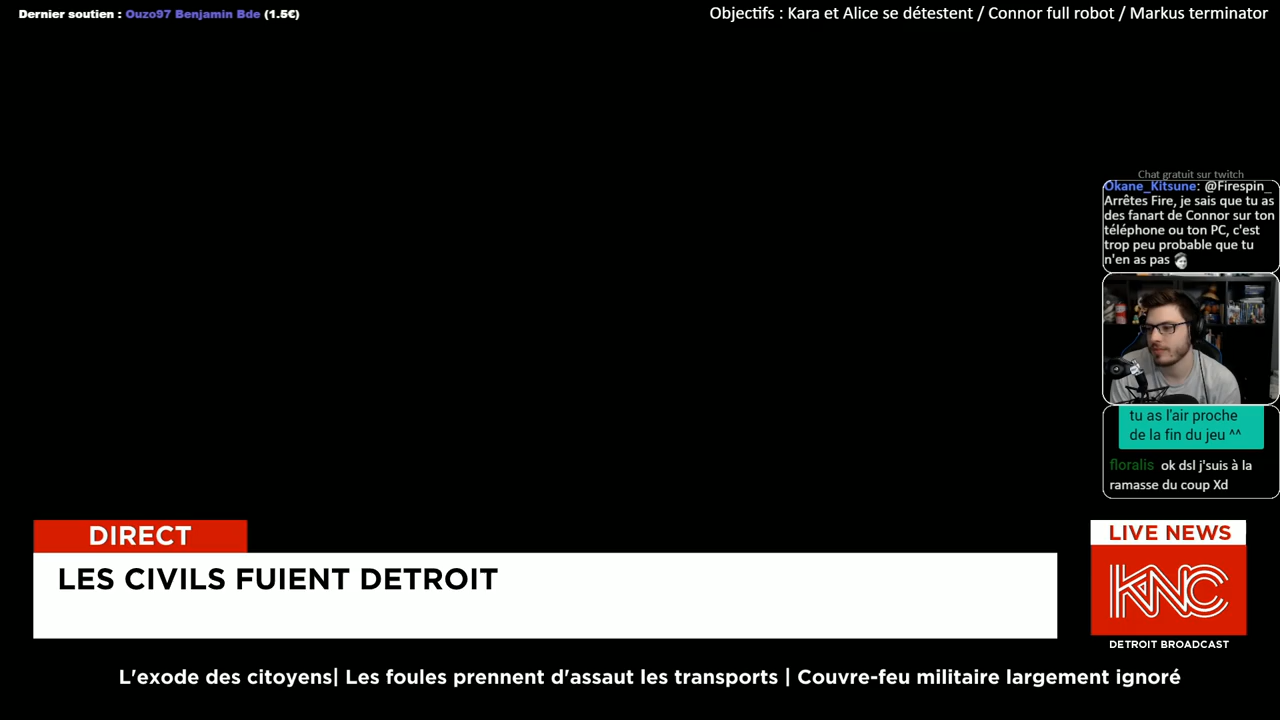 Dernier soutien : Ouzo97 Benjamin Bde (1.5€)
Objectifs : Kara et Alice se détestent / Connor full robot / Markus terminator
Chat gratuit sur twitch
Okane_Kitsune: @Firespin_
Arrêtes Fire, je sais que tu as
des fanart de Connor sur ton
téléphone ou ton PC, c'est
trop peu probable que tu
n'en as pas
tu as l'air proche
de la fin du jeu ^^
floralis ok dsl j'suis à la
ramasse du coup Xd
DIRECT
LES CIVILS FUIENT DETROIT
LIVE NEWS
KNC
DETROIT BROADCAST
L'exode des citoyens| Les foules prennent d'assaut les transports | Couvre-feu militaire largement ignoré